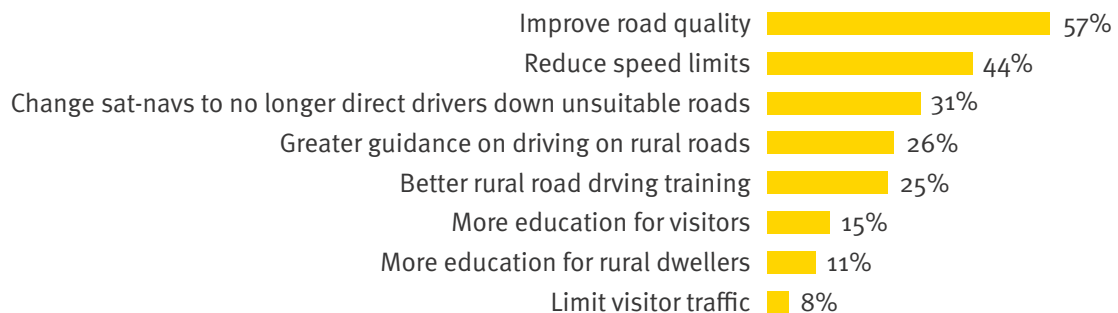 Improve road quality 57%
Reduce speed limits 44%
Change sat-navs to no longer direct drivers down unsuitable roads 31%
Greater guidance on driving on rural roads 26%
Better rural road drving training 25%
More education for visitors 15%
More education for rural dwellers 11%
Limit visitor traffic 8%